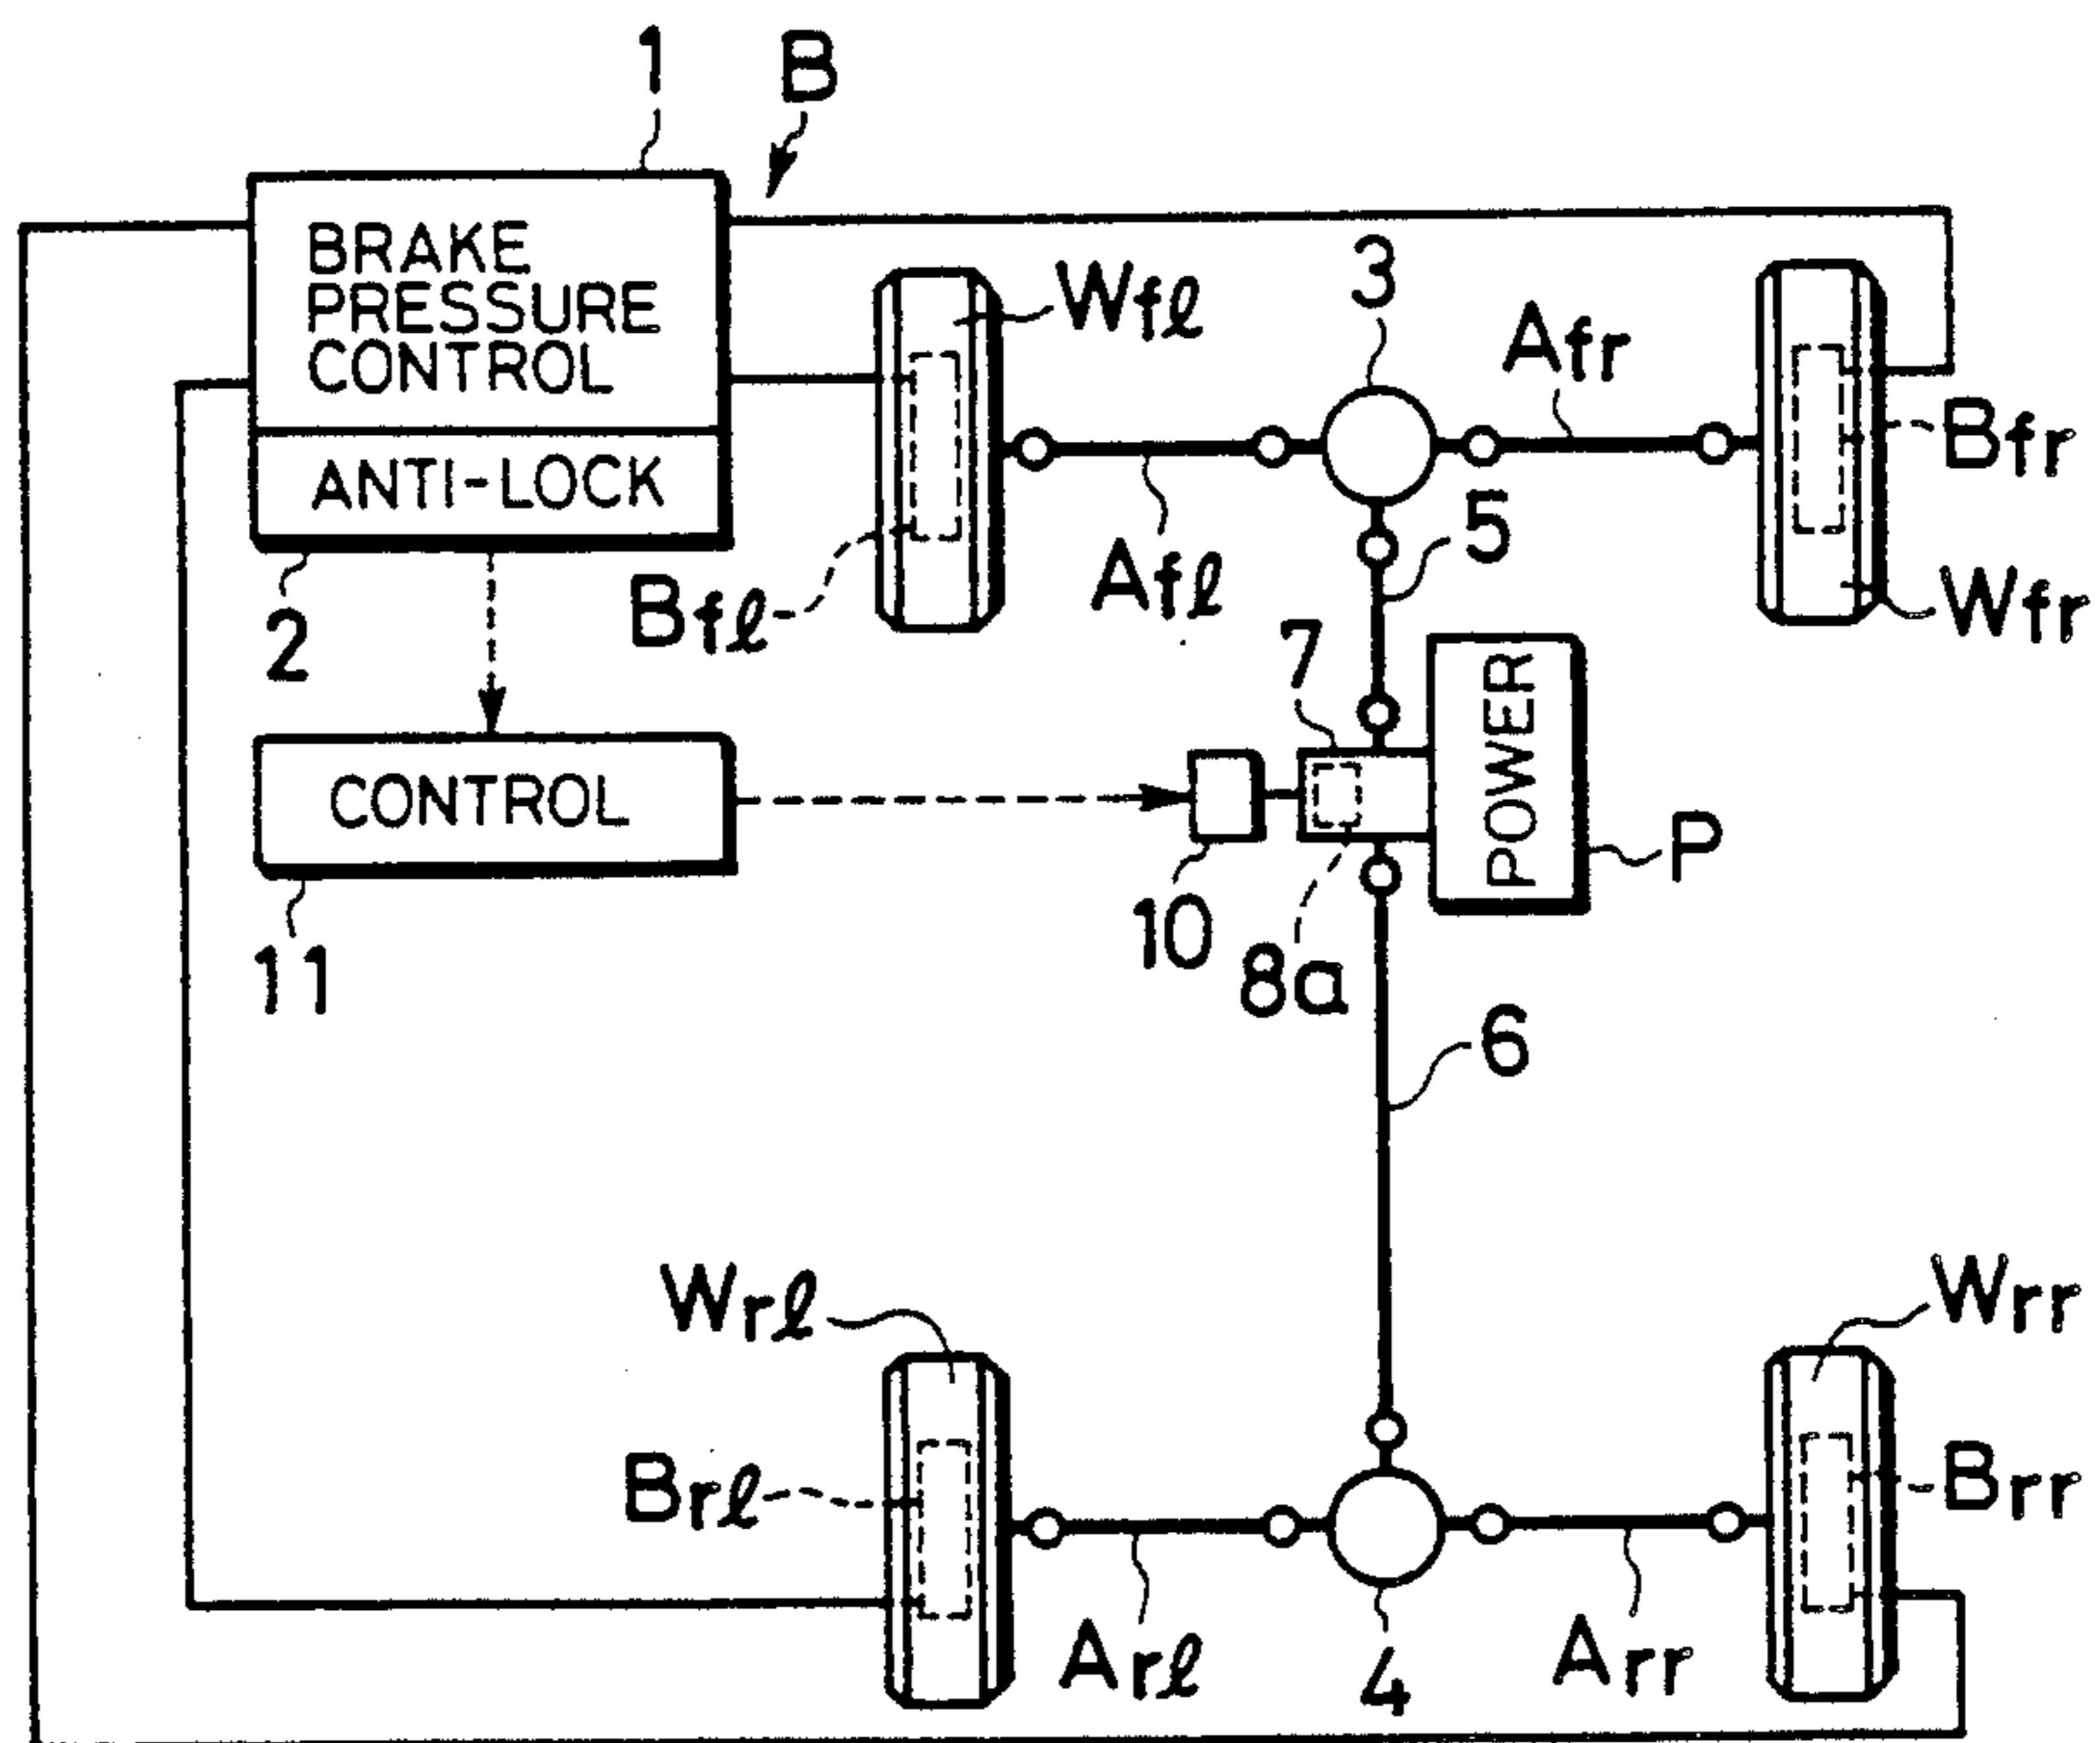 1
B
BRAKE
PRESSURE
CONTROL
ANTI-LOCK
2
Wfl
3
Afr
Bfr
Wfr
Bfl
Afl
5
7
POWER
P
CONTROL
11
10
8a
6
Wrl
Wrr
Brl
Brr
Arl
4
Arr